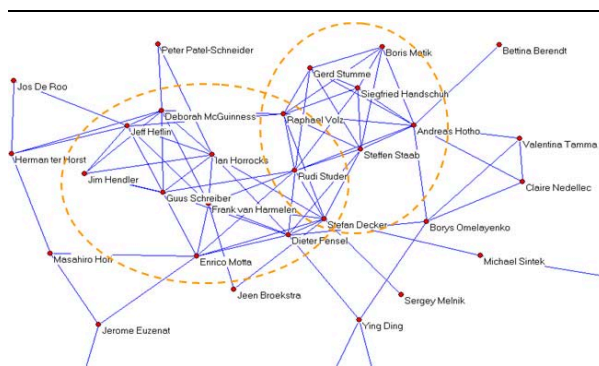 Boris Motik
Bettina Berendt
Peter Patel-Schneider
Gerd Stumme
Jos De Roo
Siegfried Handschuh
Deborah McGuinness
Raphael Volz
Jeff Heflin
Andreas Hotho
Valentina Tamma
Steffen Staab
Herman ter Horst
Ian Horrocks
Jim Hendler
Rudi Studer
Claire Nedellec
Guus Schreiber
Frank van Harmelen
Stefan Decker
Borys Omelayenko
Dieter Fensel
Masahiro Hori
Enrico Motta
Michael Sintek
Jeen Broekstra
Sergey Melnik
Ying Ding
Jerome Euzenat